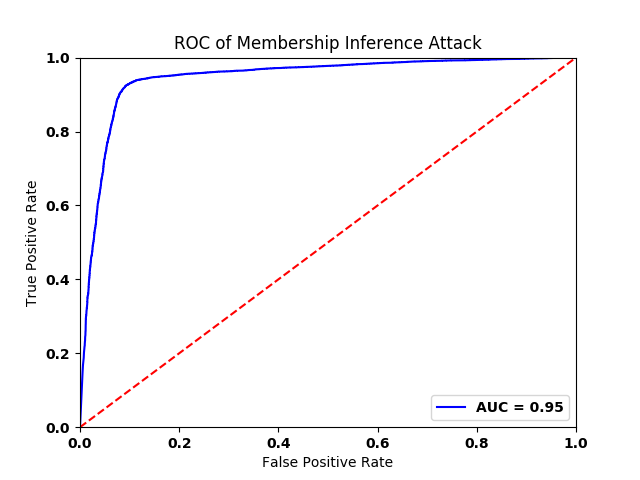 ROC of Membership Inference Attack
True Positive Rate
1.0
0.8
0.6
0.4
0.2
0.0
AUC = 0.95
0.0 0.2 0.4 0.6 0.8 1.0
False Positive Rate